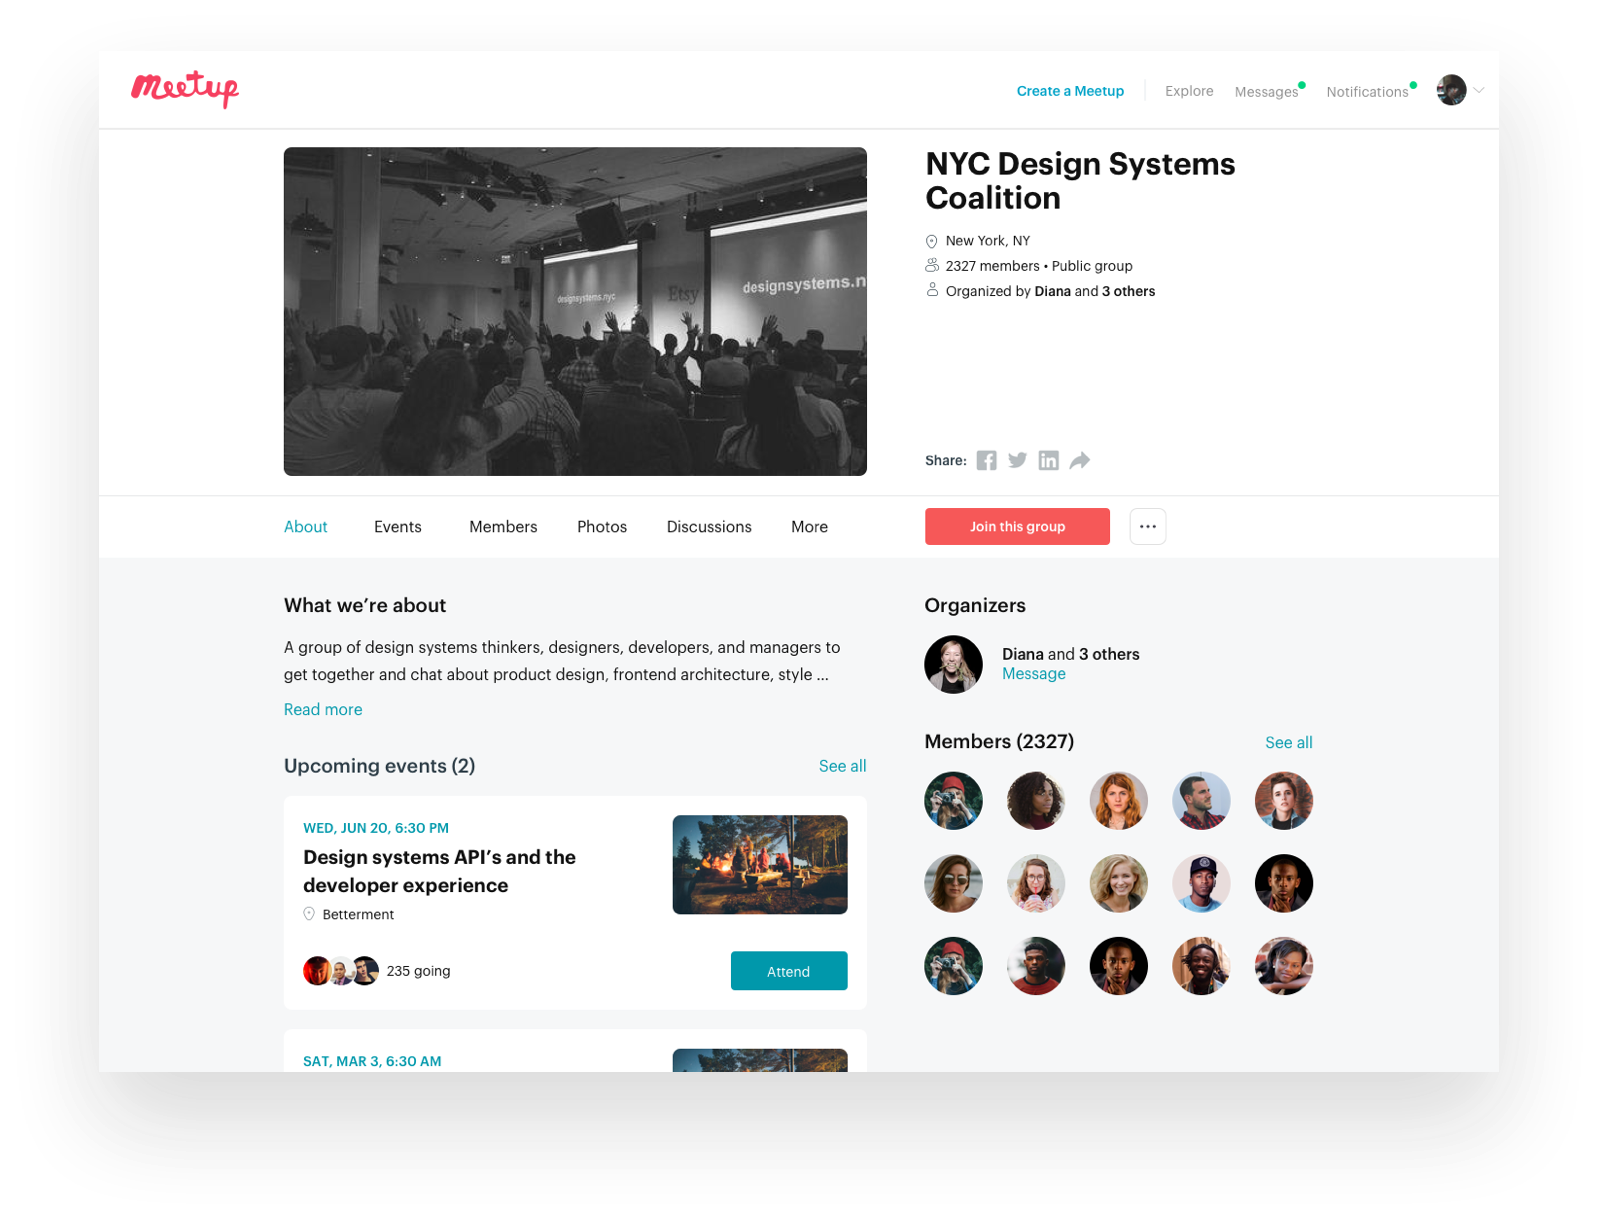 Meetup
Create a Meetup
Explore
Messages
Notifications
designsystems.nyc
Etsy
designsystems.n
NYC Design Systems
Coalition
New York, NY
2327 members • Public group
Organized by Diana and 3 others
Share:
About
Events
Members
Photos
Discussions
More
Join this group
What we’re about
A group of design systems thinkers, designers, developers, and managers to
get together and chat about product design, frontend architecture, style ...
Read more
Upcoming events (2)
See all
WED, JUN 20, 6:30 PM
Design systems API’s and the
developer experience
Betterment
235 going
Attend
SAT, MAR 3, 6:30 AM
Organizers
Diana and 3 others
Message
Members (2327)
See all